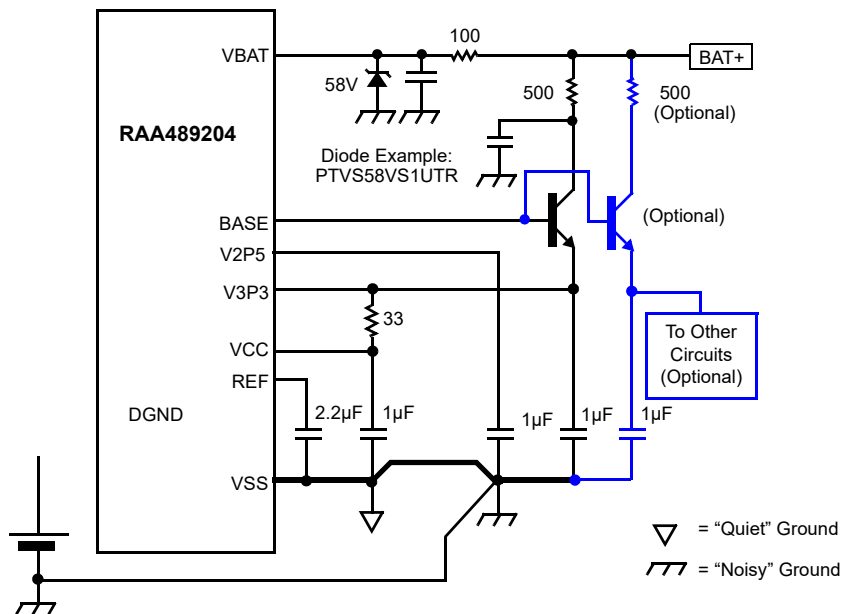 100
VBAT
BAT+
58V
500
500
(Optional)
RAA489204
Diode Example:
PTVS58VS1UTR
(Optional)
BASE
V2P5
V3P3
33
To Other
Circuits
(Optional)
VCC
REF
DGND
2.2µF
1µF
1µF
1µF
1µF
VSS
= “Quiet” Ground
= “Noisy” Ground